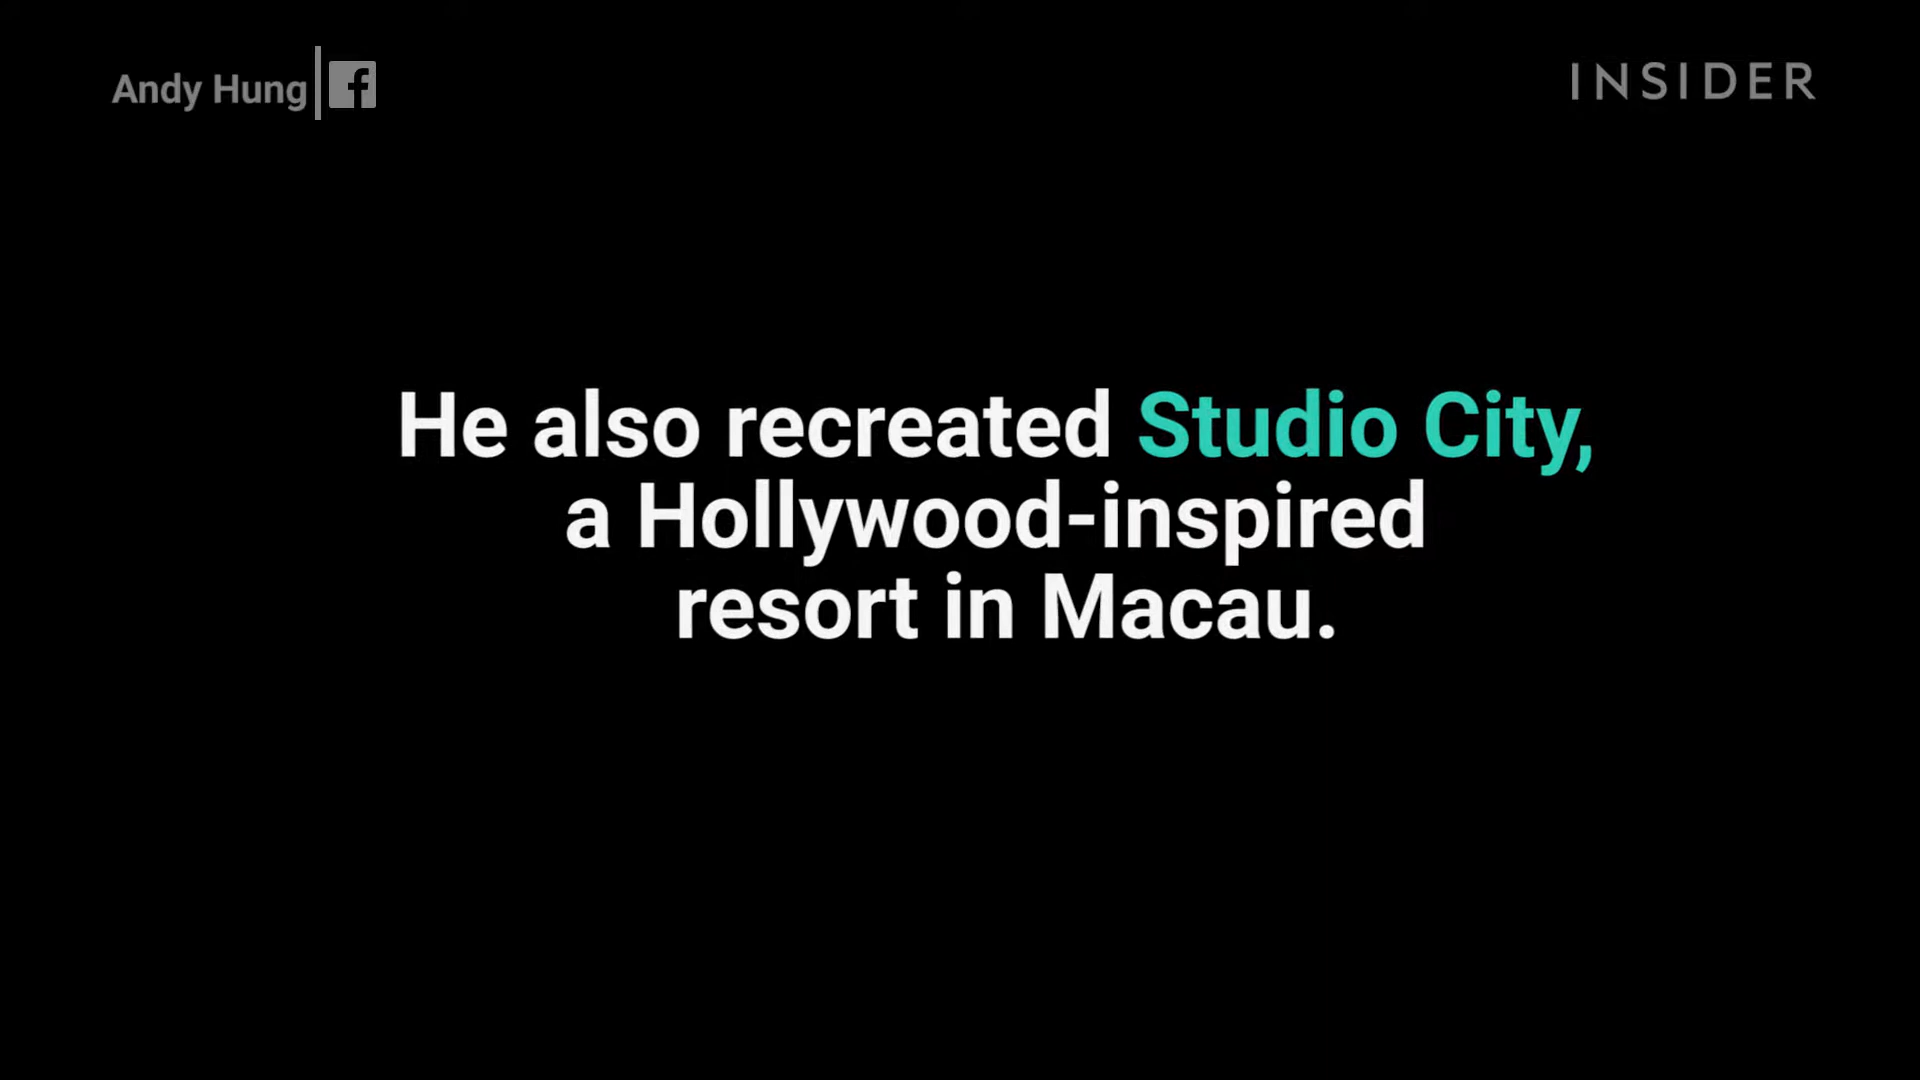 Andy Hung
INSIDER
He also recreated Studio City,
a Hollywood-inspired
resort in Macau.